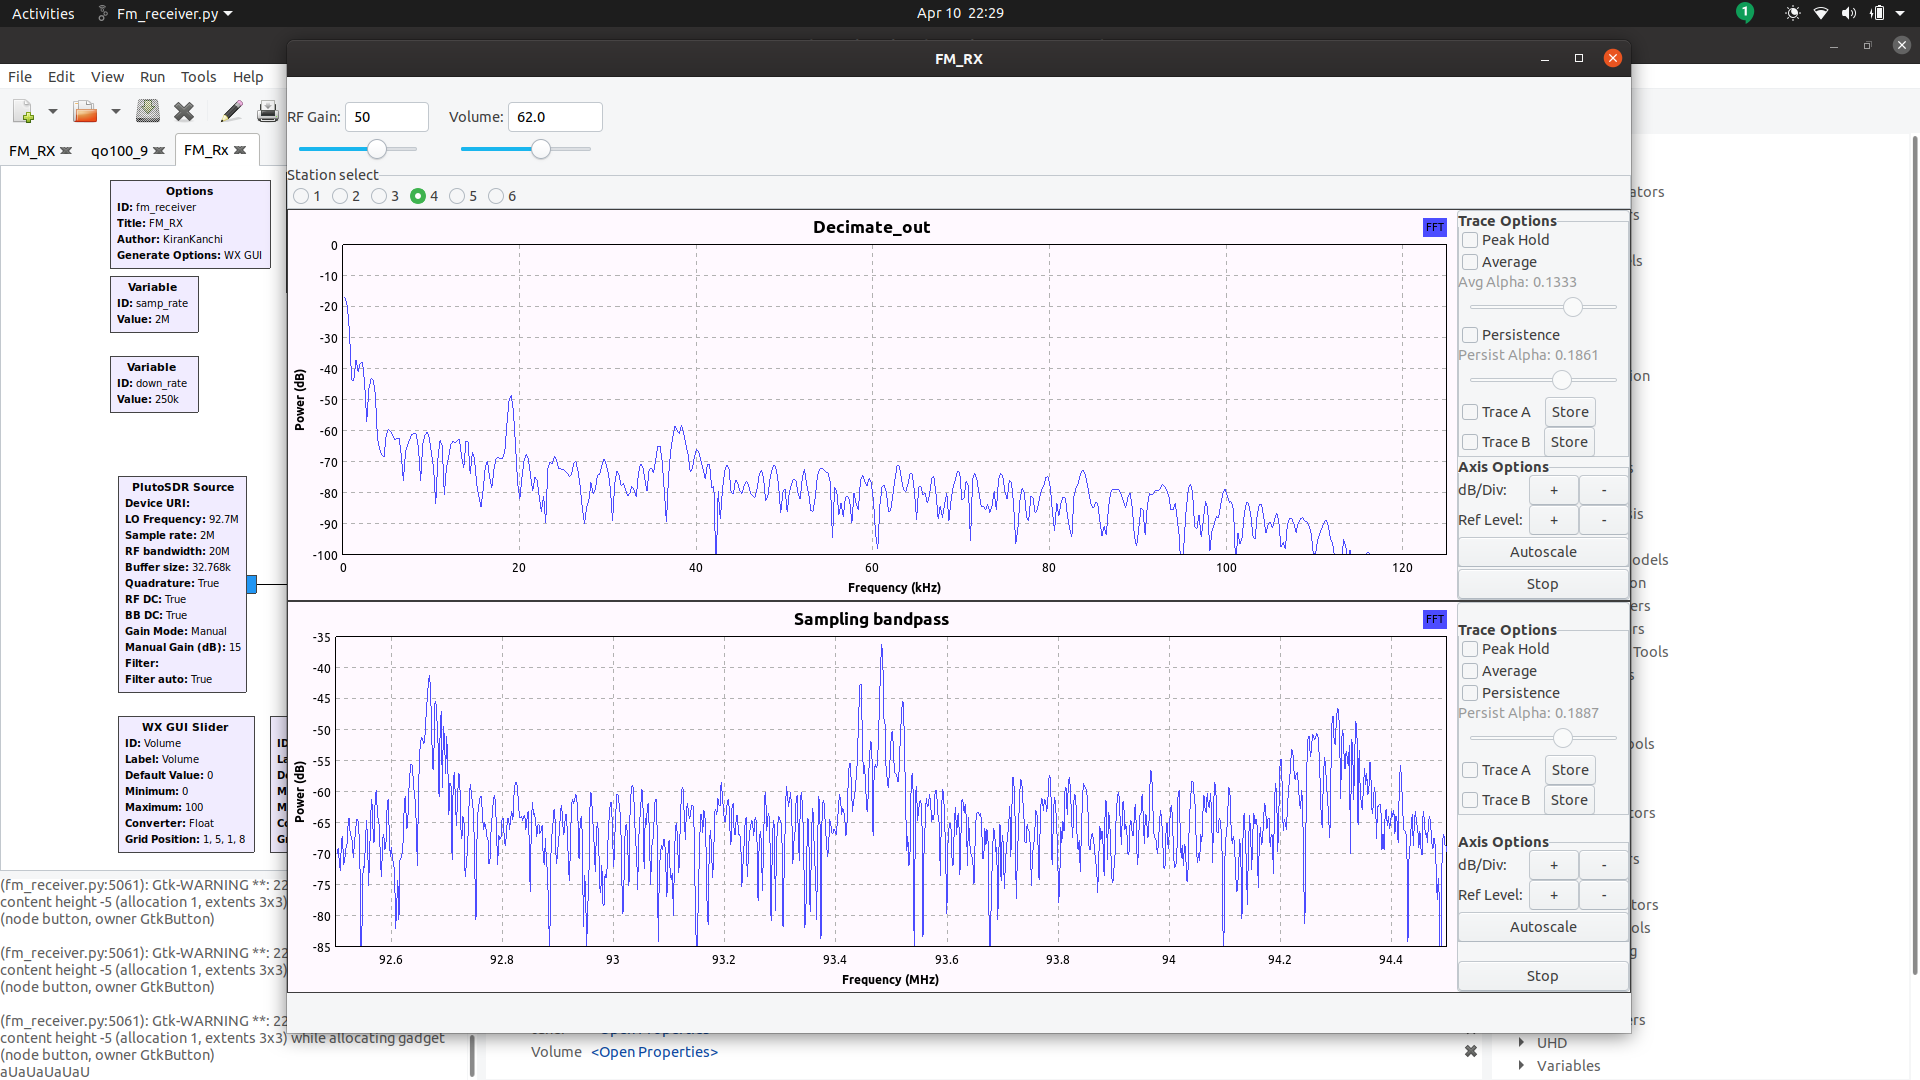 Activities
Fm_receiver.py
Apr 10 22:29
1
FM_RX
File Edit View Run Tools Help
RF Gain: 50
Volume: 62.0
FM_RX
qo100_9
FM_Rx
Station select
1 2 3 4 5 6
Options
ID: fm_receiver
Title: FM_RX
Author: KiranKanchi
Generate Options: WX GUI
Variable
ID: samp_rate
Value: 2M
Variable
ID: down_rate
Value: 250k
PlutoSDR Source
Device URI:
LO Frequency: 92.7M
Sample rate: 2M
RF bandwidth: 20M
Buffer size: 32.768k
Quadrature: True
RF DC: True
BB DC: True
Gain Mode: Manual
Manual Gain (dB): 15
Filter:
Filter auto: True
WX GUI Slider
ID: Volume
Label: Volume
Default Value: 0
Minimum: 0
Maximum: 100
Converter: Float
Grid Position: 1, 5, 1, 8
Decimate_out
FFT
Power (dB)
0
-10
-20
-30
-40
-50
-60
-70
-80
-90
-100
0 20 40 60 80 100 120
Frequency (kHz)
Trace Options
Peak Hold
Average
Avg Alpha: 0.1333
Persistence
Persist Alpha: 0.1861
Trace A Store
Trace B Store
Axis Options
dB/Div: + -
Ref Level: + -
Autoscale
Stop
Sampling bandpass
FFT
Power (dB)
-35
-40
-45
-50
-55
-60
-65
-70
-75
-80
-85
92.6 92.8 93 93.2 93.4 93.6 93.8 94 94.2 94.4
Frequency (MHz)
Trace Options
Peak Hold
Average
Persistence
Persist Alpha: 0.1887
Trace A Store
Trace B Store
Axis Options
dB/Div: + -
Ref Level: + -
Autoscale
Stop
(fm_receiver.py:5061): Gtk-WARNING **: 22
content height -5 (allocation 1, extents 3x3)
(node button, owner GtkButton)
(fm_receiver.py:5061): Gtk-WARNING **: 22
content height -5 (allocation 1, extents 3x3)
(node button, owner GtkButton)
(fm_receiver.py:5061): Gtk-WARNING **: 22
content height -5 (allocation 1, extents 3x3) while allocating gadget
(node button, owner GtkButton)
aUaUaUaUaU
Volume <Open Properties>
Tools
UHD
Variables